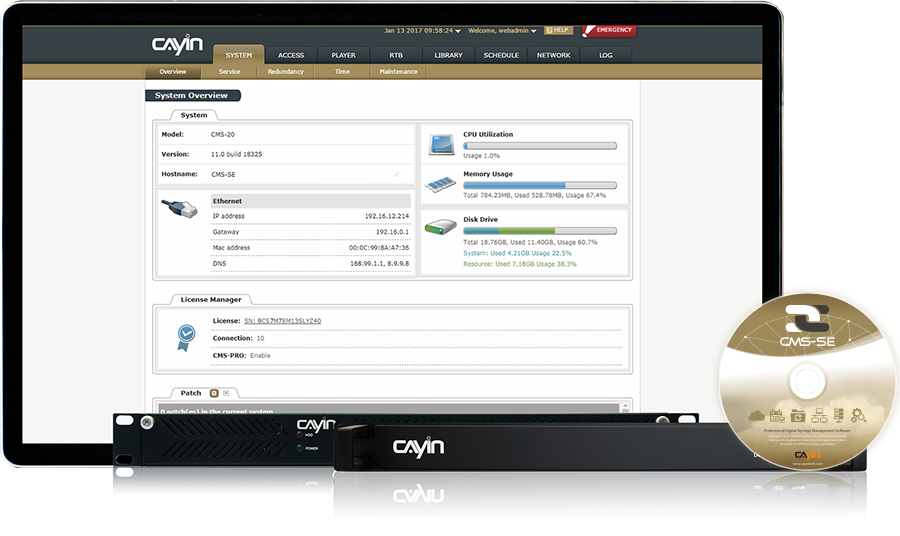 Jan 13 2017 09:58:24 Welcome, webadmin HELP EMERGENCY
CAYIN
SYSTEM ACCESS PLAYER RTB LIBRARY SCHEDULE NETWORK LOG
Overview Service Redundancy Time Maintenance
System Overview
System
Model: CMS-20
Version: 11.0 build 18325
Hostname: CMS-SE
Ethernet
IP address 192.16.12.214
Gateway 192.16.0.1
Mac address 00:0C:99:8A:A7:36
DNS 168.99.1.1, 8.9.9.8
CPU Utilization
Usage 1.0%
Memory Usage
Total 784.23MB, Used 528.78MB, Usage 67.4%
Disk Drive
Total 18.76GB, Used 11.40GB, Usage 60.7%
System: Used 4.21GB Usage 22.5%
Resource: Used 7.18GB Usage 38.3%
License Manager
License: SN: 9CS7M7EM13SLYZ40
Connection: 10
CMS-PRO: Enable
Patch
0 patch(es) in the current system
CAYIN
HDD
POWER
CAYIN
CMS-SE
Professional Digital Signage Management Software
CAYIN
www.cayintech.com